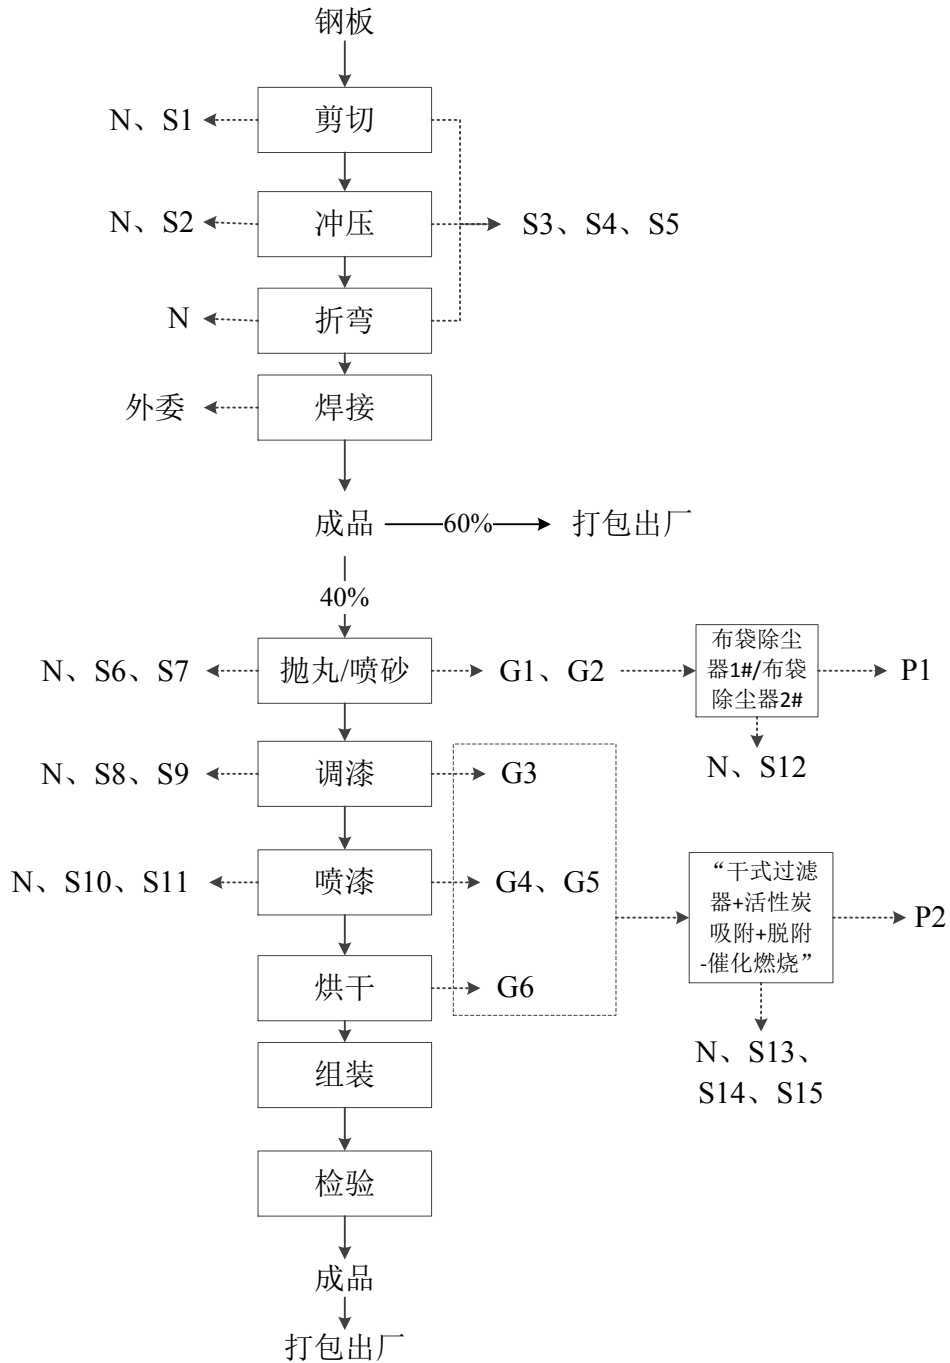 钢板
N、S1
剪切
N、S2
冲压
S3、S4、S5
N
折弯
外委
焊接
成品
60%
打包出厂
40%
N、S6、S7
抛丸/喷砂
G1、G2
布袋除尘
器1#/布袋
除尘器2#
P1
N、S12
N、S8、S9
调漆
G3
N、S10、S11
喷漆
G4、G5
“干式过滤
器+活性炭
吸附+脱附
-催化燃烧”
P2
烘干
G6
N、S13、
S14、S15
组装
检验
成品
打包出厂